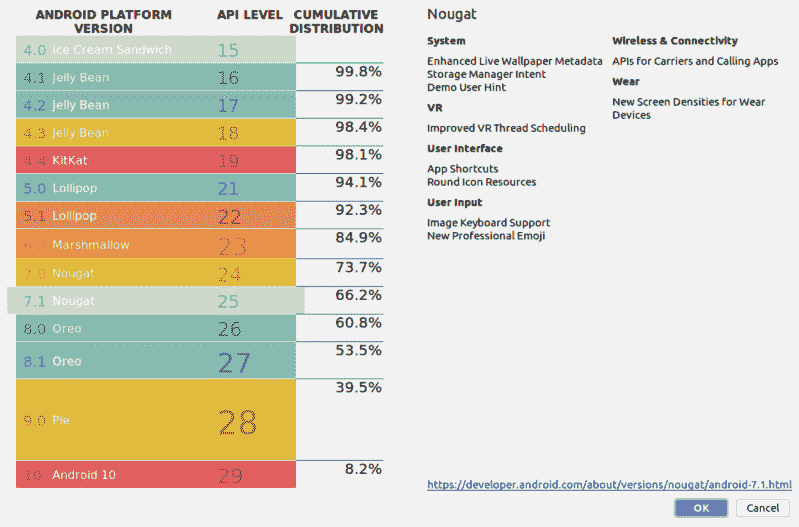 ANDROID PLATFORM VERSION API LEVEL CUMULATIVE DISTRIBUTION
4.0 Ice Cream Sandwich 15
99.8%
4.1 Jelly Bean 16
99.2%
4.2 Jelly Bean 17
98.4%
4.3 Jelly Bean 18
98.1%
4.4 KitKat 19
94.1%
5.0 Lollipop 21
92.3%
5.1 Lollipop 22
84.9%
6.0 Marshmallow 23
73.7%
7.0 Nougat 24
66.2%
7.1 Nougat 25
60.8%
8.0 Oreo 26
53.5%
8.1 Oreo 27
39.5%
9.0 Pie 28
8.2%
10 Android 10 29
Nougat
System
Enhanced Live Wallpaper Metadata
Storage Manager Intent
Demo User Hint
VR
Improved VR Thread Scheduling
User Interface
App Shortcuts
Round Icon Resources
User Input
Image Keyboard Support
New Professional Emoji
Wireless & Connectivity
APIs for Carriers and Calling Apps
Wear
New Screen Densities for Wear
Devices
https://developer.android.com/about/versions/nougat/android-7.1.html
OK Cancel